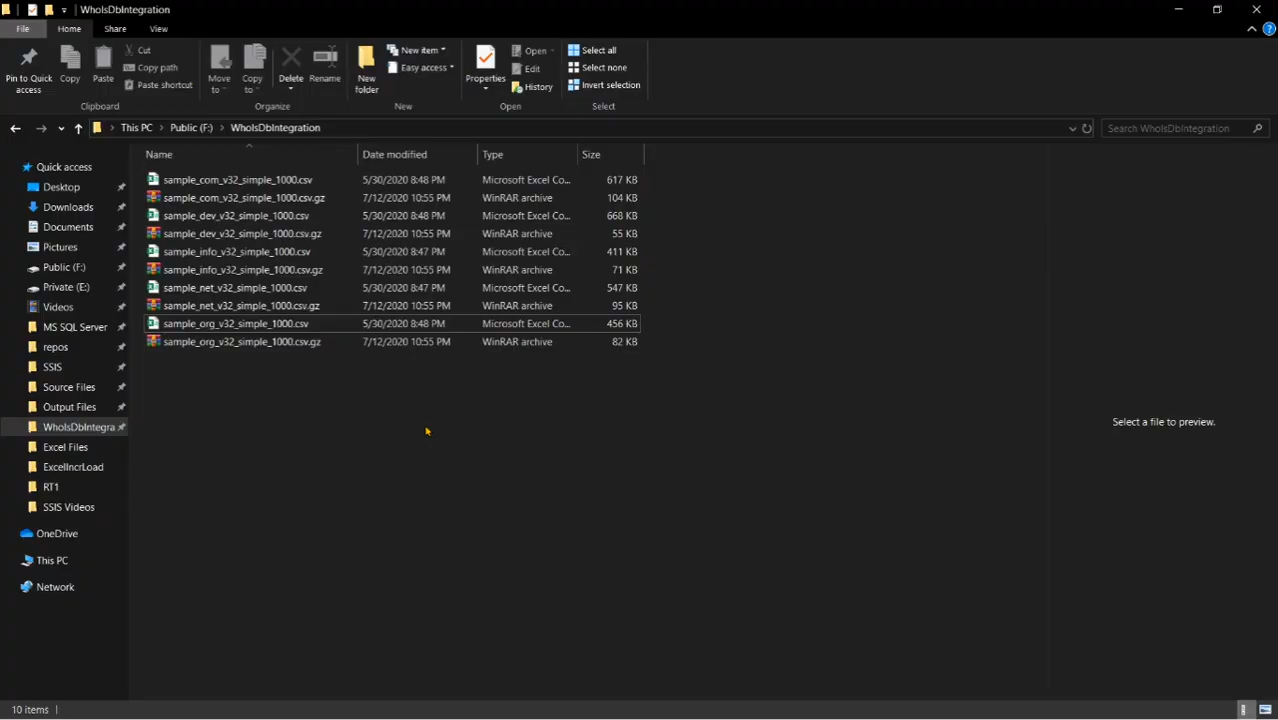 WhoIsDbIntegration
File Home Share View
Pin to Quick access
Copy
Paste
Cut
Copy path
Paste shortcut
Clipboard
Move to
Copy to
Delete
Rename
Organize
New folder
New item
Easy access
New
Properties
Open
Edit
History
Open
Select all
Select none
Invert selection
Select
This PC > Public (F:) > WhoIsDbIntegration
Search WhoIsDbIntegration
Quick access
Desktop
Downloads
Documents
Pictures
Public (F:)
Private (E:)
Videos
MS SQL Server
repos
SSIS
Source Files
Output Files
WhoIsDbIntegra
Excel Files
ExcelIncrLoad
RT1
SSIS Videos
OneDrive
This PC
Network
Name Date modified Type Size
sample_com_v32_simple_1000.csv 5/30/2020 8:48 PM Microsoft Excel Co... 617 KB
sample_com_v32_simple_1000.csv.gz 7/12/2020 10:55 PM WinRAR archive 104 KB
sample_dev_v32_simple_1000.csv 5/30/2020 8:48 PM Microsoft Excel Co... 668 KB
sample_dev_v32_simple_1000.csv.gz 7/12/2020 10:55 PM WinRAR archive 55 KB
sample_info_v32_simple_1000.csv 5/30/2020 8:47 PM Microsoft Excel Co... 411 KB
sample_info_v32_simple_1000.csv.gz 7/12/2020 10:55 PM WinRAR archive 71 KB
sample_net_v32_simple_1000.csv 5/30/2020 8:47 PM Microsoft Excel Co... 547 KB
sample_net_v32_simple_1000.csv.gz 7/12/2020 10:55 PM WinRAR archive 95 KB
sample_org_v32_simple_1000.csv 5/30/2020 8:48 PM Microsoft Excel Co... 456 KB
sample_org_v32_simple_1000.csv.gz 7/12/2020 10:55 PM WinRAR archive 82 KB
Select a file to preview.
10 items